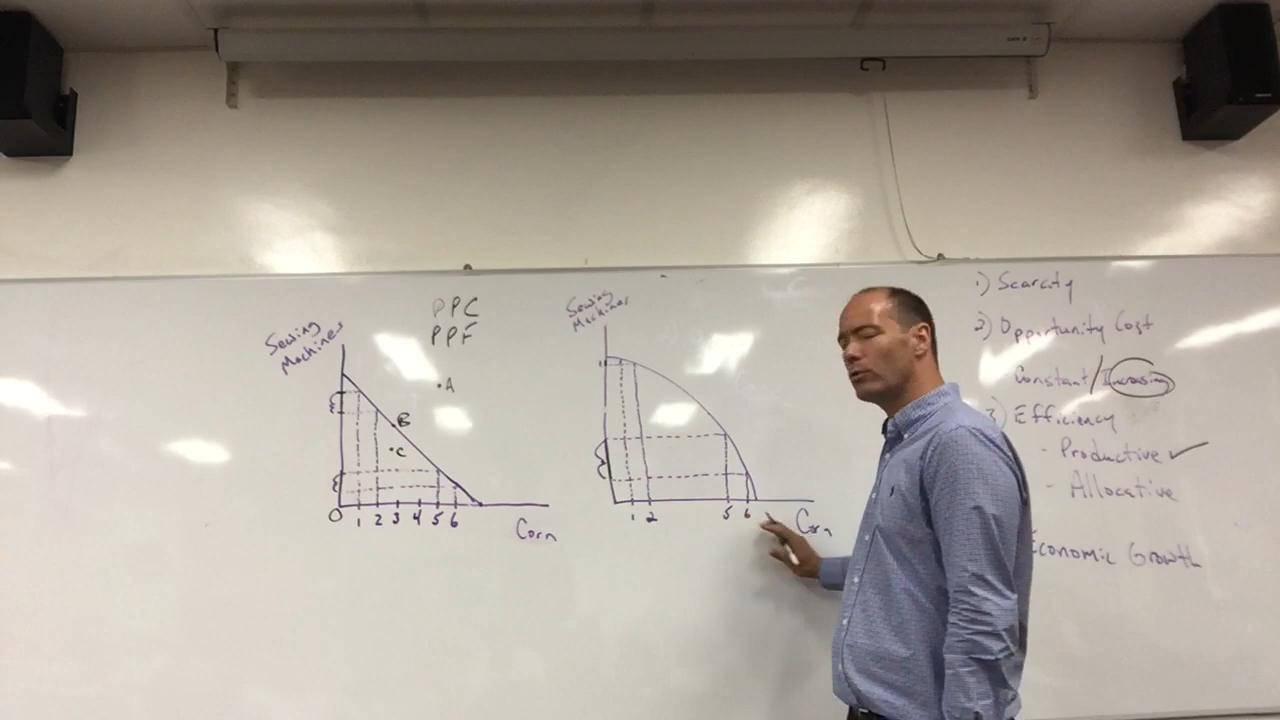 PPC
PPF
Sewing
Machines
A
B
C
0 1 2 3 4 5 6
Corn
Sewing
Machines
1 2 5 6
Corn
1) Scarcity
2) Opportunity Cost
Constant/Increasing
3) Efficiency
- Productive ✓
- Allocative
Economic Growth